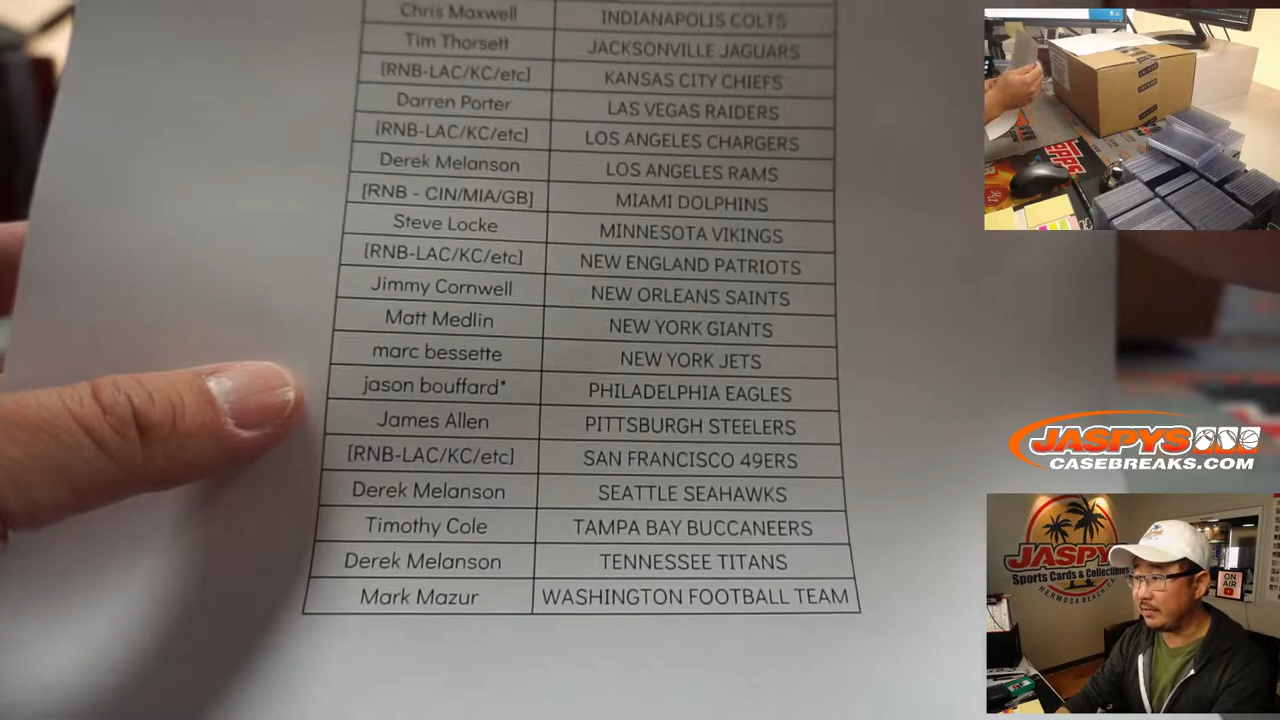 Chris Maxwell INDIANAPOLIS COLTS
Tim Thorsett JACKSONVILLE JAGUARS
[RNB-LAC/KC/etc] KANSAS CITY CHIEFS
Darren Porter LAS VEGAS RAIDERS
[RNB-LAC/KC/etc] LOS ANGELES CHARGERS
Derek Melanson LOS ANGELES RAMS
[RNB - CIN/MIA/GB] MIAMI DOLPHINS
Steve Locke MINNESOTA VIKINGS
[RNB-LAC/KC/etc] NEW ENGLAND PATRIOTS
Jimmy Cornwell NEW ORLEANS SAINTS
Matt Medlin NEW YORK GIANTS
marc bessette NEW YORK JETS
jason bouffard* PHILADELPHIA EAGLES
James Allen PITTSBURGH STEELERS
[RNB-LAC/KC/etc] SAN FRANCISCO 49ERS
Derek Melanson SEATTLE SEAHAWKS
Timothy Cole TAMPA BAY BUCCANEERS
Derek Melanson TENNESSEE TITANS
Mark Mazur WASHINGTON FOOTBALL TEAM
TOPPS
JASPYS
CASEBREAKS.COM
JASPY
Sports Cards & Collectibles
HERMOSA BEACH, CA
ON
AIR